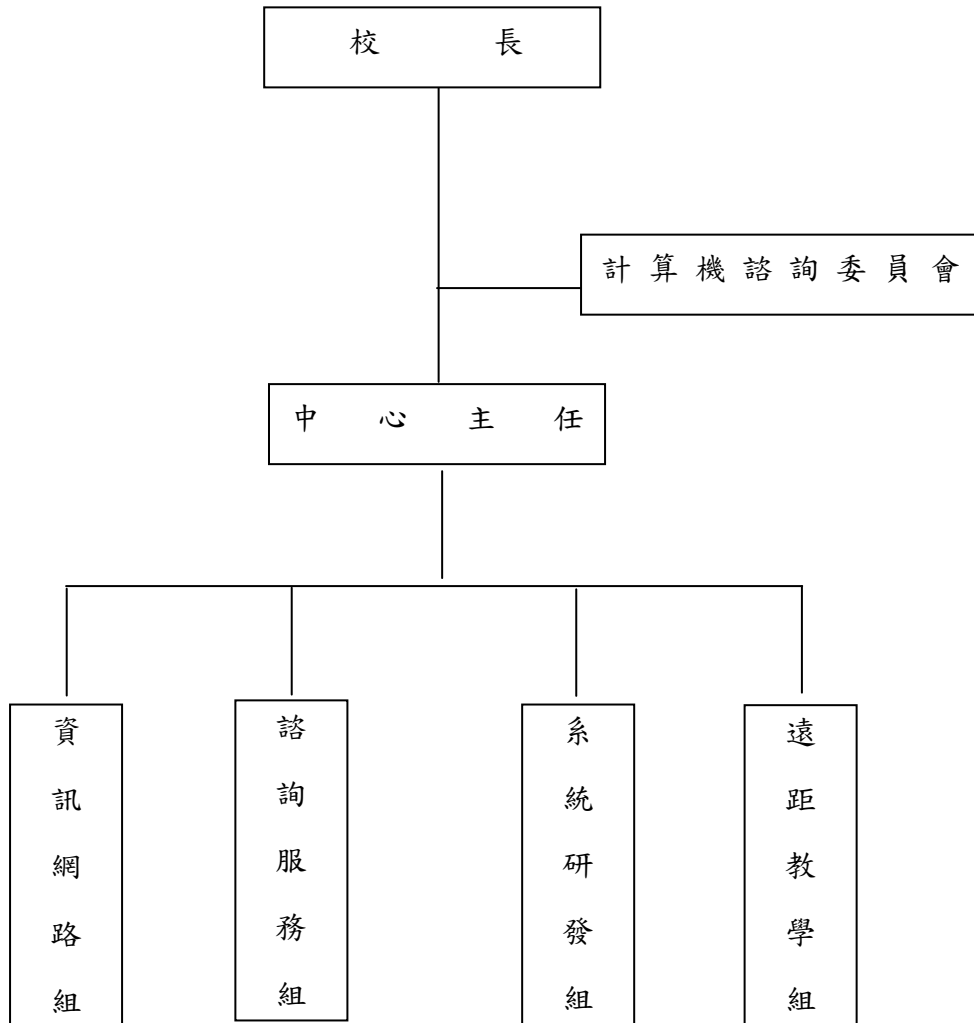 校長
計算機諮詢委員會
中心主任
資訊網路組
諮詢服務組
系統研發組
遠距教學組